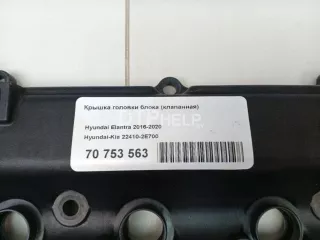 Крышка головки блока (клапанная)
Hyundai Elantra 2016-2020
Hyundai-Kia 22410-2E700
70 753 563